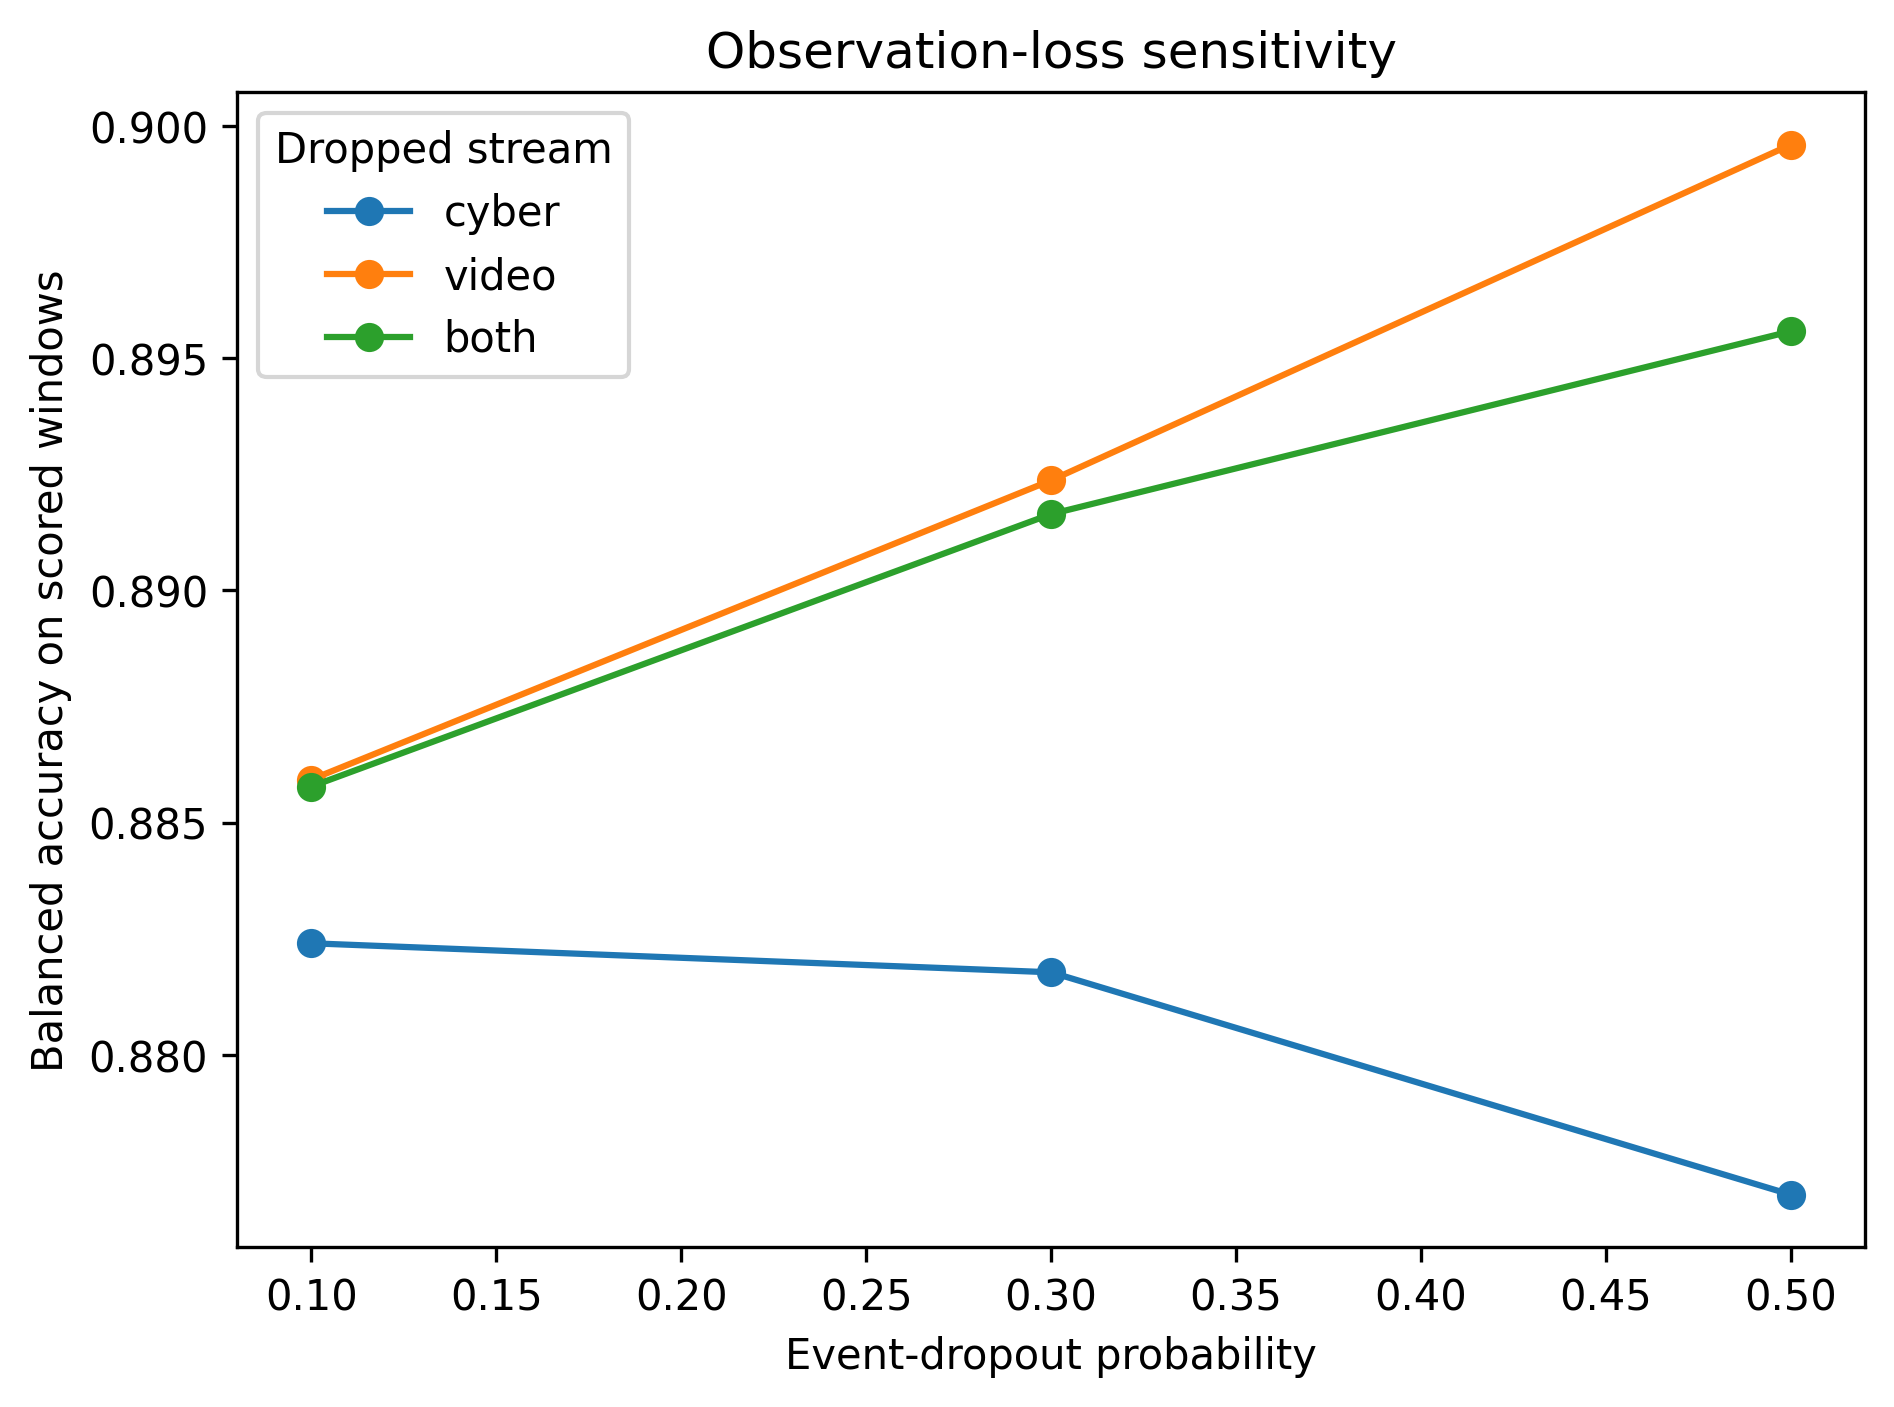 Observation-loss sensitivity
Balanced accuracy on scored windows
0.900
0.895
0.890
0.885
0.880
Dropped stream
cyber
video
both
0.10 0.15 0.20 0.25 0.30 0.35 0.40 0.45 0.50
Event-dropout probability